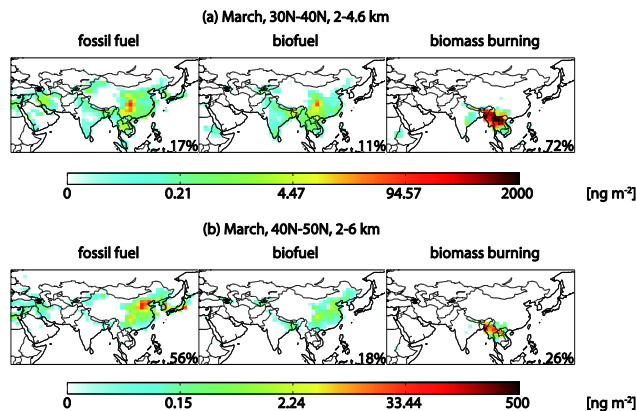 (a) March, 30N-40N, 2-4.6 km
fossil fuel biofuel biomass burning
17% 11% 72%
0 0.21 4.47 94.57 2000 [ng m-2]
(b) March, 40N-50N, 2-6 km
fossil fuel biofuel biomass burning
56% 18% 26%
0 0.15 2.24 33.44 500 [ng m-2]